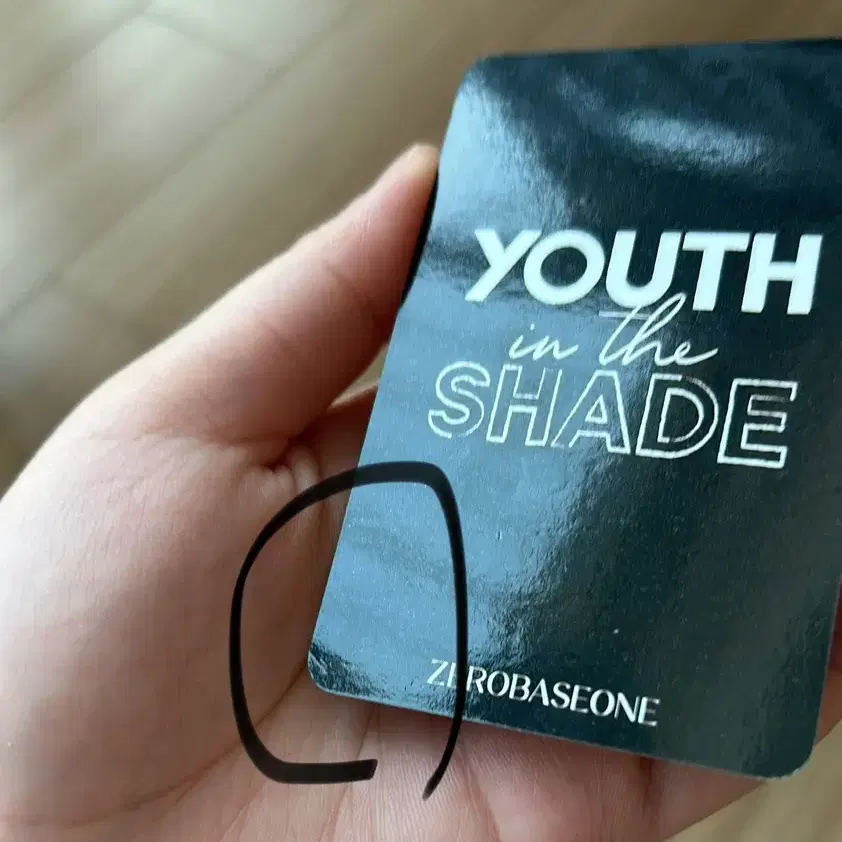 YOUTH
in the
SHADE
ZEROBASEONE